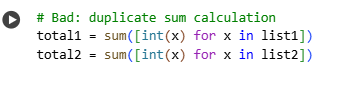 # Bad: duplicate sum calculation
total1 = sum([int(x) for x in list1])
total2 = sum([int(x) for x in list2])